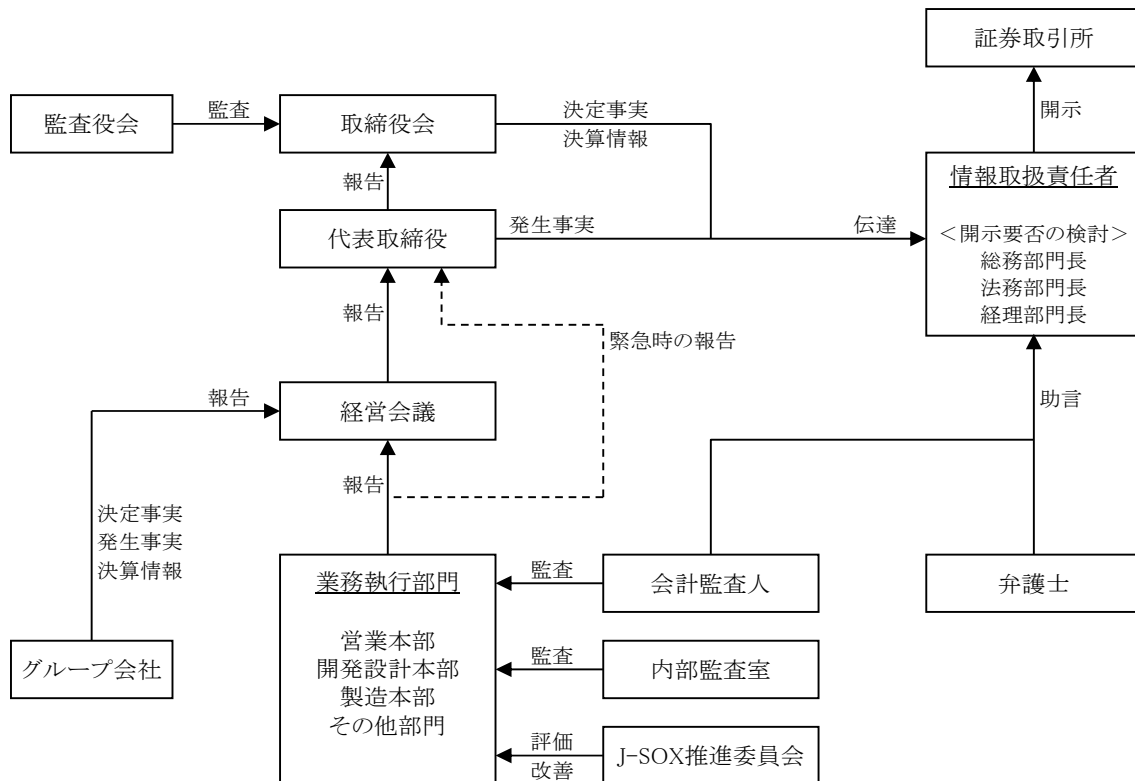 証券取引所
監査役会
監査
取締役会
決定事実
決算情報
開示
情報取扱責任者
＜開示要否の検討＞
総務部門長
法務部門長
経理部門長
報告
代表取締役
発生事実
伝達
報告
緊急時の報告
報告
経営会議
助言
報告
決定事実
発生事実
決算情報
業務執行部門
営業本部
開発設計本部
製造本部
その他部門
監査
会計監査人
弁護士
グループ会社
監査
内部監査室
評価
改善
J-SOX推進委員会